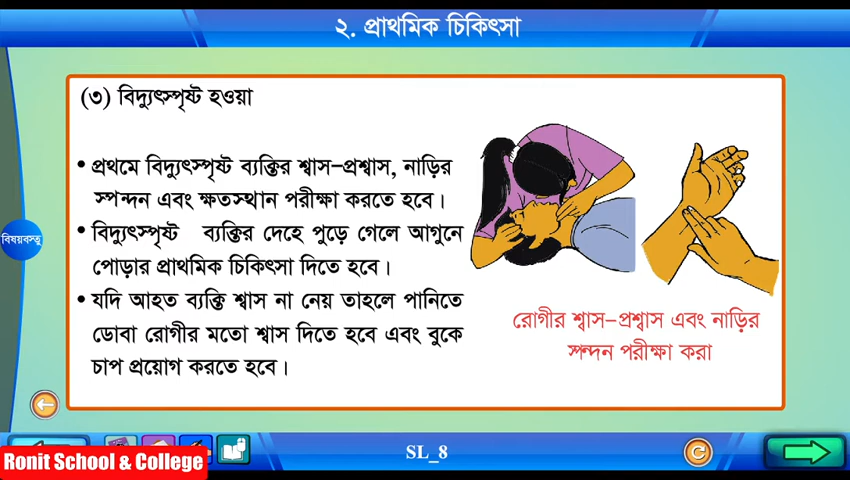 ২. প্রাথমিক চিকিৎসা
(৩) বিদ্যুৎস্পৃষ্ট হওয়া
• প্রথমে বিদ্যুৎস্পৃষ্ট ব্যক্তির শ্বাস-প্রশ্বাস, নাড়ির
স্পন্দন এবং ক্ষতস্থান পরীক্ষা করতে হবে।
• বিদ্যুৎস্পৃষ্ট ব্যক্তির দেহে পুড়ে গেলে আগুনে
পোড়ার প্রাথমিক চিকিৎসা দিতে হবে।
• যদি আহত ব্যক্তি শ্বাস না নেয় তাহলে পানিতে
ডোবা রোগীর মতো শ্বাস দিতে হবে এবং বুকে
চাপ প্রয়োগ করতে হবে।
রোগীর শ্বাস-প্রশ্বাস এবং নাড়ির
স্পন্দন পরীক্ষা করা
বিষয়বস্তু
SL_8
Ronit School & College